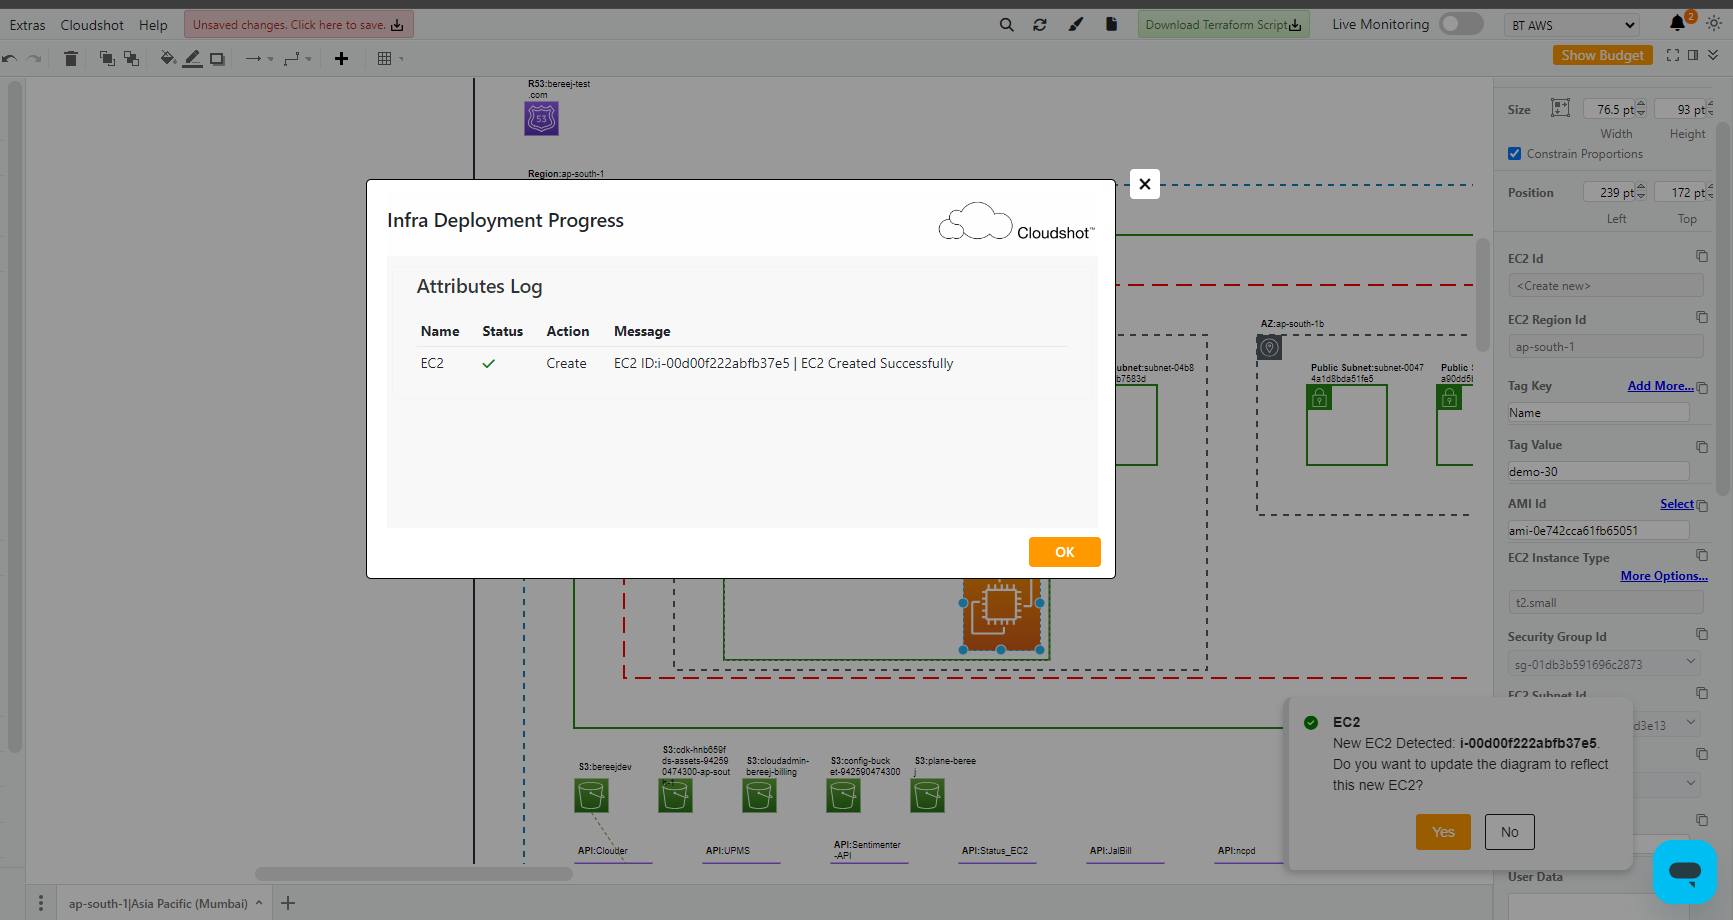 Extras Cloudshot Help Unsaved changes. Click here to save. Download Terraform Script Live Monitoring BT AWS 2
Show Budget
R53:bereej-test
.com
53
Region:ap-south-1
Infra Deployment Progress
Cloudshot™
Attributes Log
Name Status Action Message
EC2 Create EC2 ID:i-00d00f222abfb37e5 | EC2 Created Successfully
OK
ubnet:subnet-04b8
b7583d
AZ:ap-south-1b
Public Subnet:subnet-0047
4a1d8bda51fe5
Public S
a90dd5b
Size 76.5 pt 93 pt
Width Height
Constrain Proportions
Position 239 pt 172 pt
Left Top
EC2 Id
<Create new>
EC2 Region Id
ap-south-1
Tag Key Add More...
Name
Tag Value
demo-30
AMI Id Select
ami-0e742cca61fb65051
EC2 Instance Type
More Options...
t2.small
Security Group Id
sg-01db3b591696c2873
EC2 Subnet Id
d3e13
EC2
New EC2 Detected: i-00d00f222abfb37e5.
Do you want to update the diagram to reflect
this new EC2?
Yes No
User Data
S3:bereejdev
S3:cdk-hnb659f
ds-assets-94259
0474300-ap-sout
h-1
S3:cloudadmin-
bereej-billing
S3:config-buck
et-942590474300
S3:plane-beree
j
API:Clouder
API:UPMS
API:Sentimenter
-API
API:Status_EC2
API:JalBill
API:ncpd
ap-south-1|Asia Pacific (Mumbai)